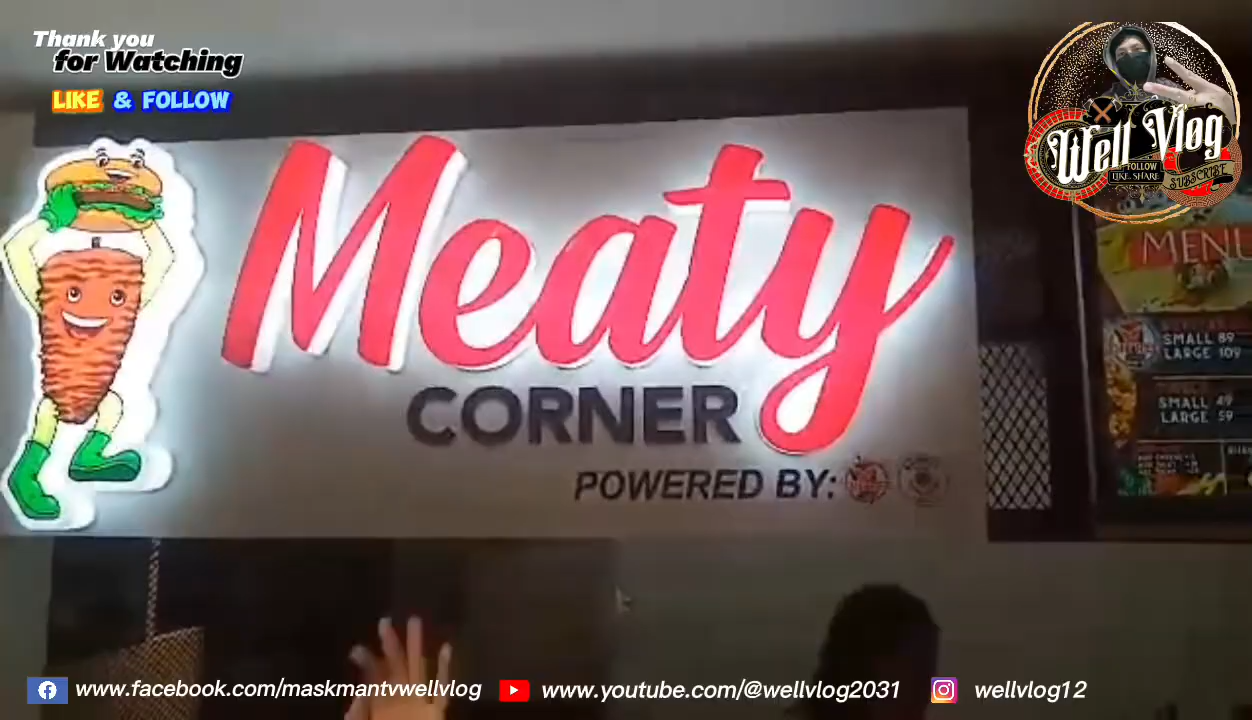 Thank you
for Watching
LIKE & FOLLOW
Well Vlog
FOLLOW
LIKE, SHARE
SUBSCRIBE
Meaty
CORNER
POWERED BY:
MENU
SMALL 89
LARGE 109
SMALL 49
LARGE 59
www.facebook.com/maskmantvwellvlog
www.youtube.com/@wellvlog2031
wellvlog12